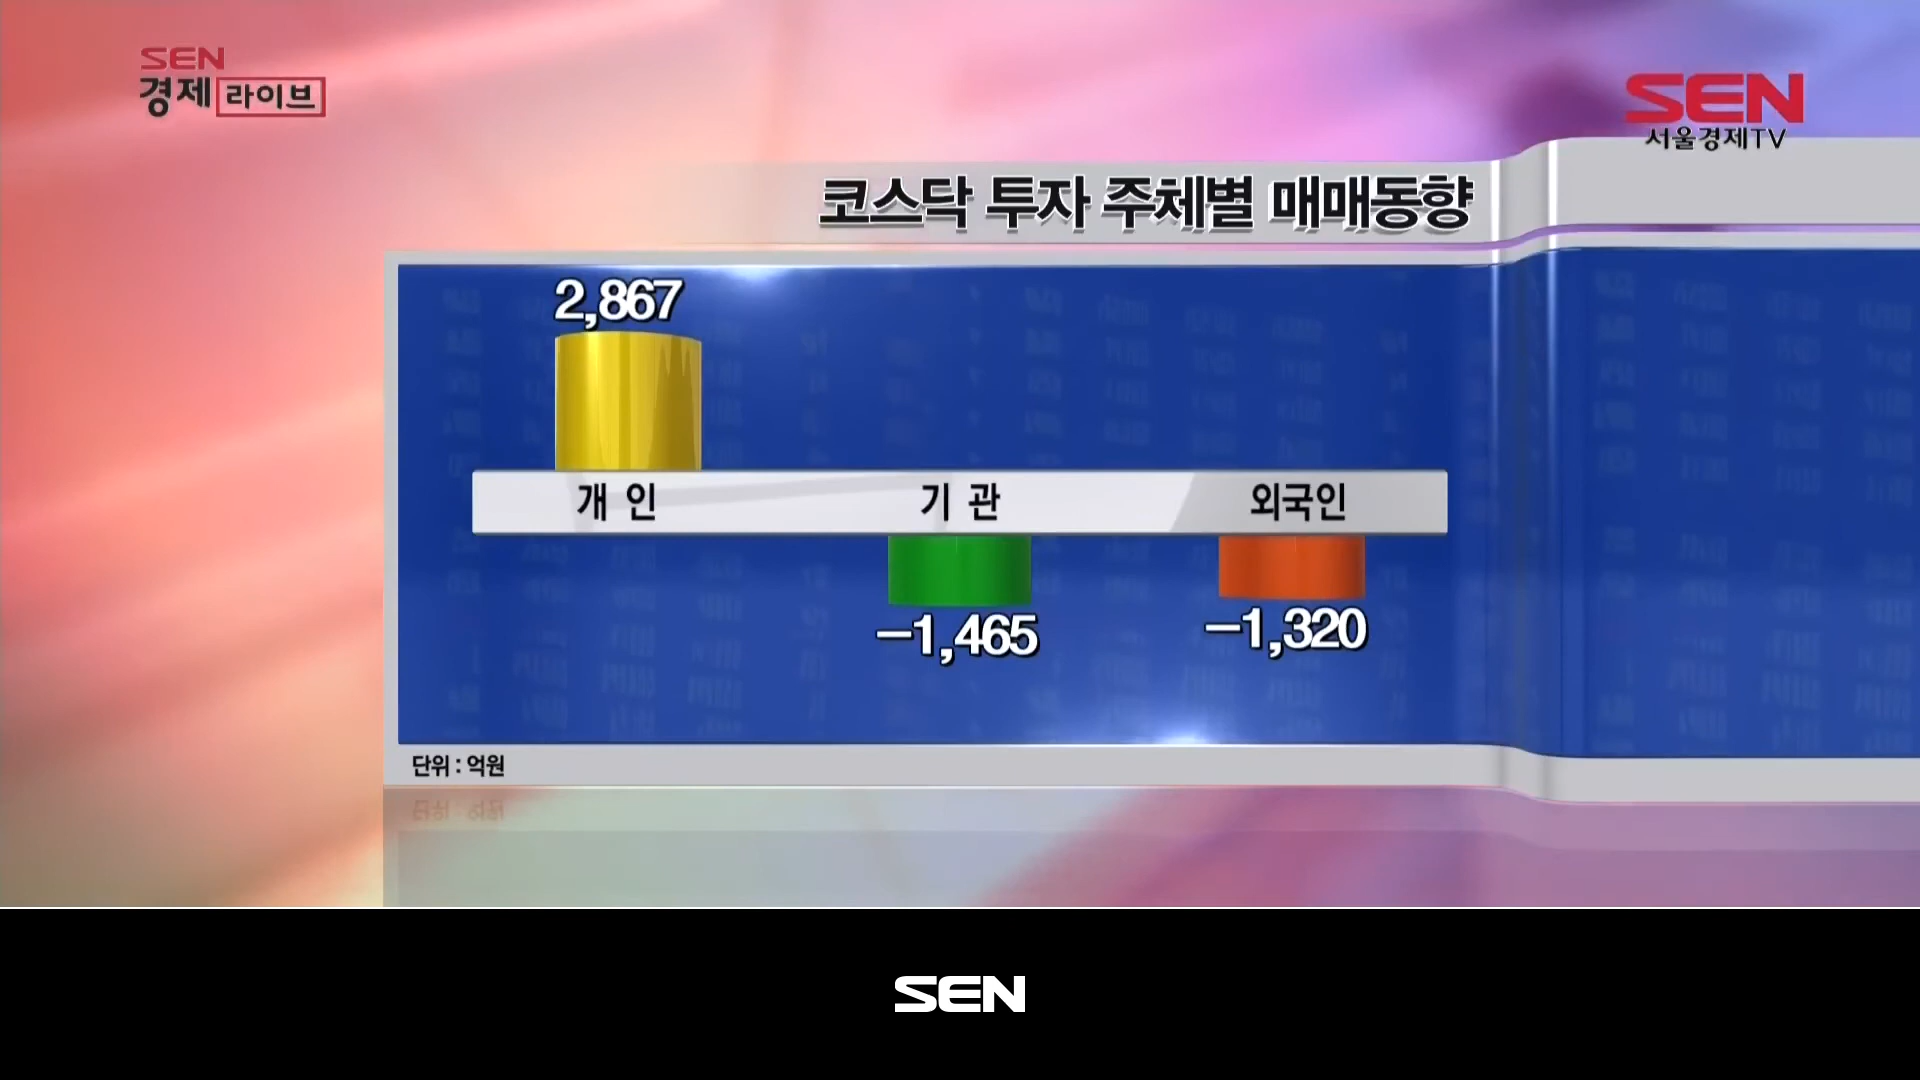 SEN
경제 라이브
SEN
서울경제TV
코스닥 투자 주체별 매매동향
2,867
개 인
기 관
외국인
-1,465
-1,320
단위 : 억원
SEN